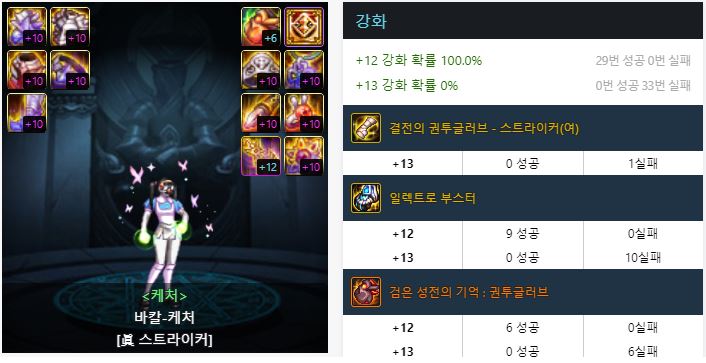 +10
+10
+6
+10
+10
+10
+10
+10
+10
+10
+12
+10
<케처>
바칼-케처
[眞 스트라이커]
강화
+12 강화 확률 100.0% 29번 성공 0번 실패
+13 강화 확률 0% 0번 성공 33번 실패
결전의 권투글러브 - 스트라이커(여)
+13 0 성공 1실패
일렉트로 부스터
+12 9 성공 0실패
+13 0 성공 10실패
검은 성전의 기억 : 권투글러브
+12 6 성공 0실패
+13 0 성공 6실패